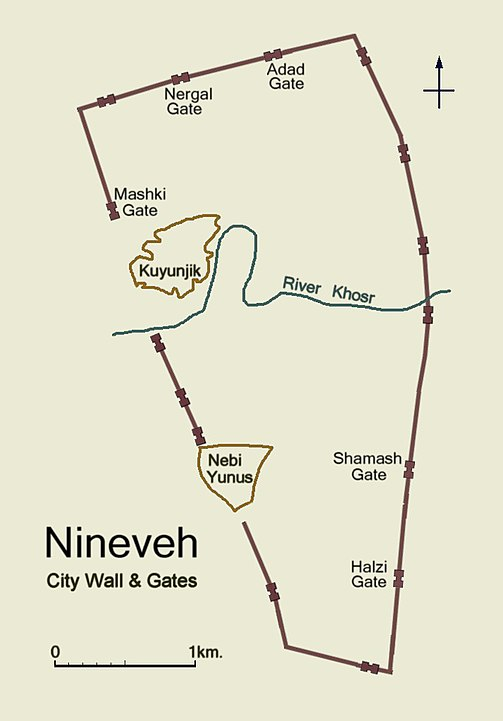 Adad
Gate
Nergal
Gate
Mashki
Gate
Kuyunjik
River Khosr
Shamash
Gate
Nebi
Yunus
Nineveh
City Wall & Gates
Halzi
Gate
0 1km.